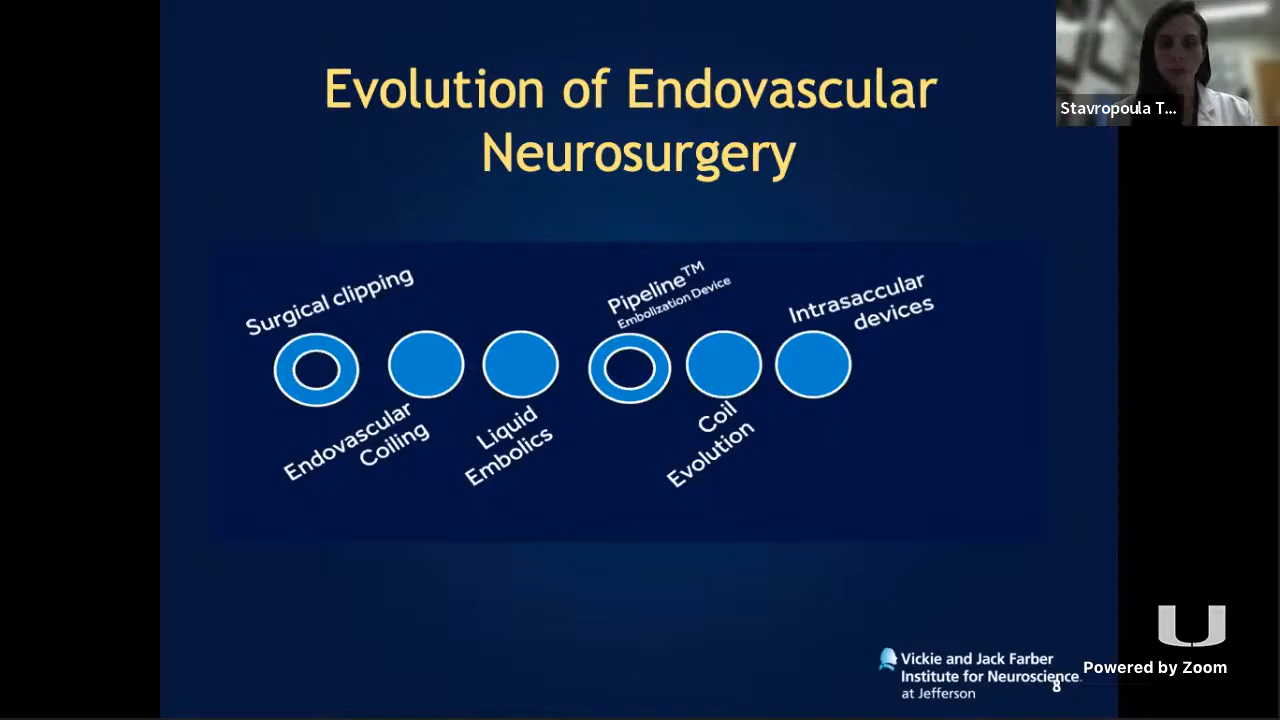 Evolution of Endovascular
Neurosurgery
Stavropoula T...
Surgical clipping
Endovascular
Coiling
Liquid
Embolics
Pipeline™
Embolization Device
Coil
Evolution
Intrasaccular
devices
Vickie and Jack Farber
Institute for Neuroscience
at Jefferson
8
U
Powered by Zoom